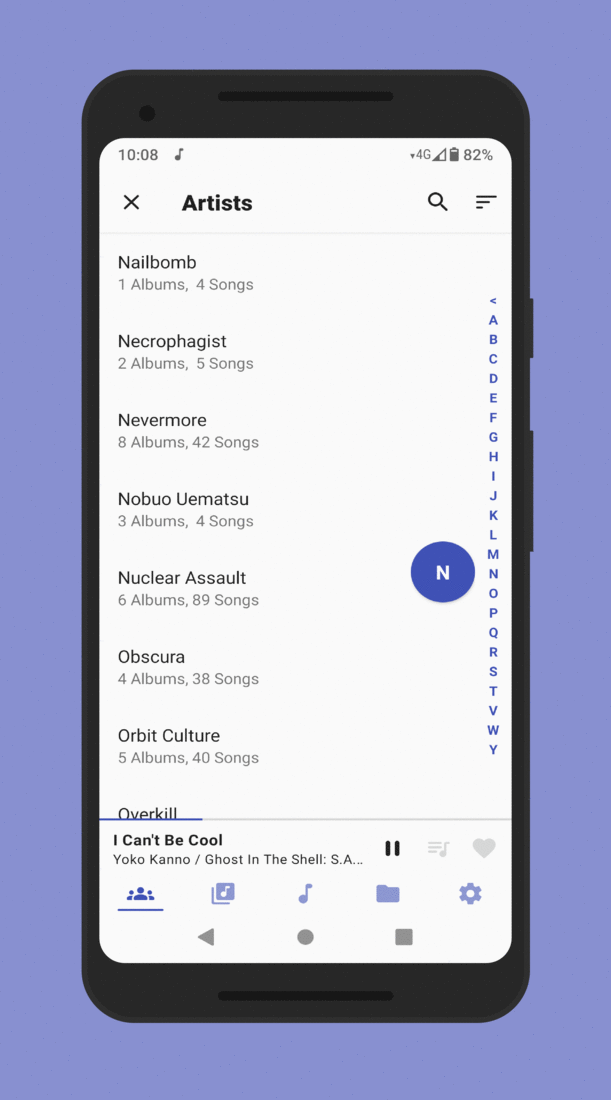 10:08
4G 82%
Artists
Nailbomb
1 Albums, 4 Songs
Necrophagist
2 Albums, 5 Songs
Nevermore
8 Albums, 42 Songs
Nobuo Uematsu
3 Albums, 4 Songs
Nuclear Assault
6 Albums, 89 Songs
Obscura
4 Albums, 38 Songs
Orbit Culture
5 Albums, 40 Songs
Overkill
<
A
B
C
D
E
F
G
H
I
J
K
L
M
N
O
P
Q
R
S
T
V
W
Y
N
I Can't Be Cool
Yoko Kanno / Ghost In The Shell: S.A...